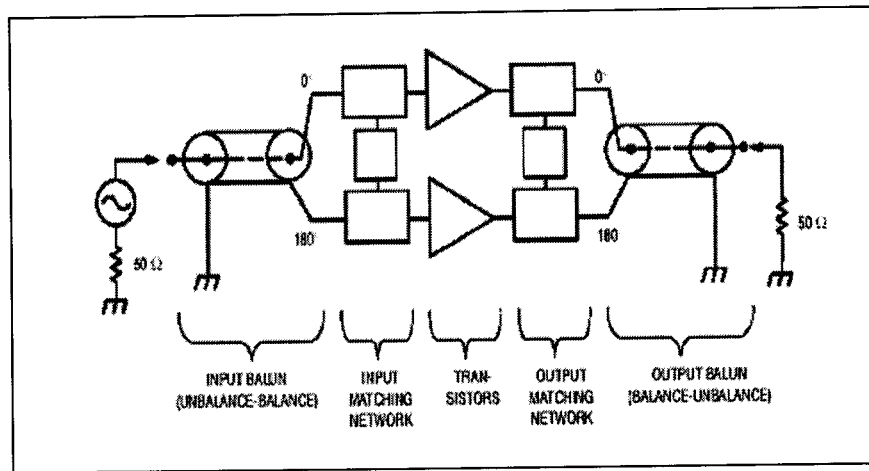 0°
0°
50 Ω
180°
180
50 Ω
INPUT BALUN
(UNBALANCE-BALANCE)
INPUT
MATCHING
NETWORK
TRAN-
SISTORS
OUTPUT
MATCHING
NETWORK
OUTPUT BALUN
(BALANCE-UNBALANCE)